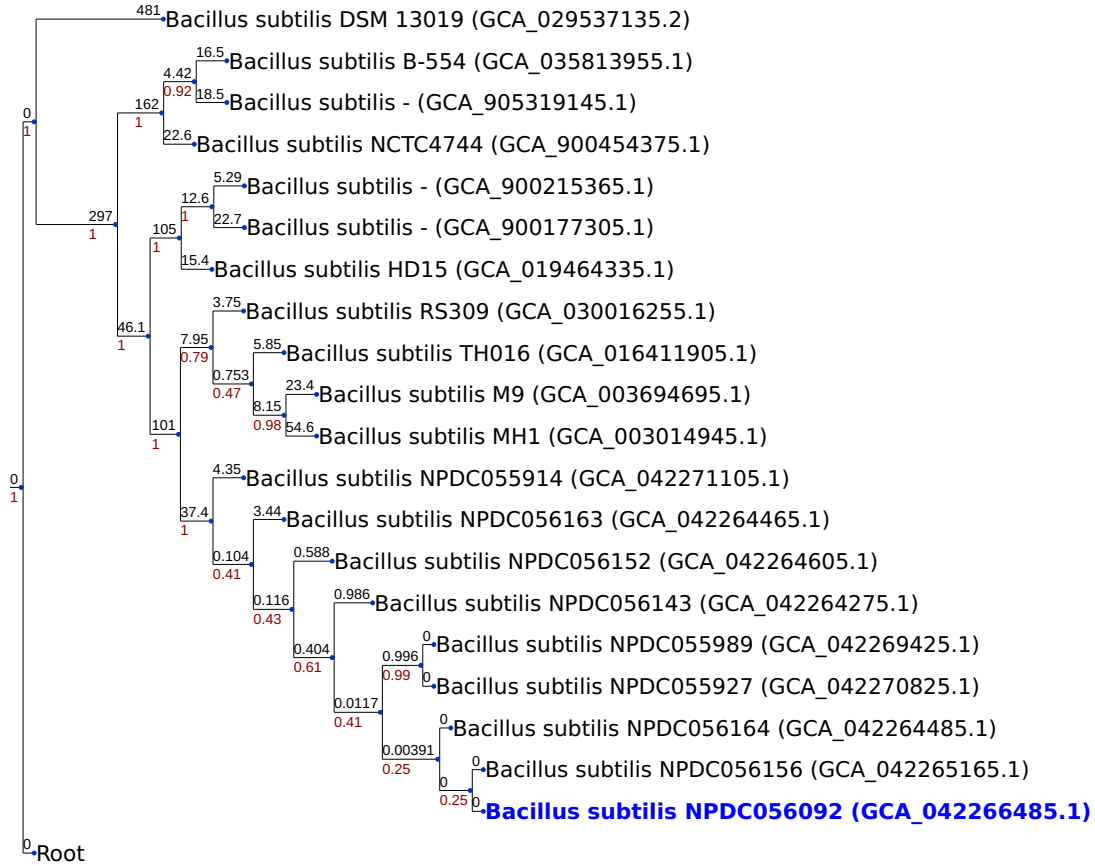 481
Bacillus subtilis DSM 13019 (GCA_029537135.2)
16.5
Bacillus subtilis B-554 (GCA_035813955.1)
4.42
0.92
18.5
Bacillus subtilis - (GCA_905319145.1)
162
1
0
1
22.6
Bacillus subtilis NCTC4744 (GCA_900454375.1)
5.29
Bacillus subtilis - (GCA_900215365.1)
12.6
1
297
1
22.7
Bacillus subtilis - (GCA_900177305.1)
105
1
15.4
Bacillus subtilis HD15 (GCA_019464335.1)
3.75
Bacillus subtilis RS309 (GCA_030016255.1)
46.1
1
7.95
0.79
5.85
Bacillus subtilis TH016 (GCA_016411905.1)
0.753
0.47
23.4
Bacillus subtilis M9 (GCA_003694695.1)
8.15
0.98
101
1
54.6
Bacillus subtilis MH1 (GCA_003014945.1)
4.35
Bacillus subtilis NPDC055914 (GCA_042271105.1)
0
1
37.4
1
3.44
Bacillus subtilis NPDC056163 (GCA_042264465.1)
0.104
0.41
0.588
Bacillus subtilis NPDC056152 (GCA_042264605.1)
0.116
0.43
0.986
Bacillus subtilis NPDC056143 (GCA_042264275.1)
0.404
0.61
0
Bacillus subtilis NPDC055989 (GCA_042269425.1)
0.996
0.99
0
Bacillus subtilis NPDC055927 (GCA_042270825.1)
0.0117
0.41
0
Bacillus subtilis NPDC056164 (GCA_042264485.1)
0.00391
0.25
0
Bacillus subtilis NPDC056156 (GCA_042265165.1)
0
0.25
0
Bacillus subtilis NPDC056092 (GCA_042266485.1)
0
Root